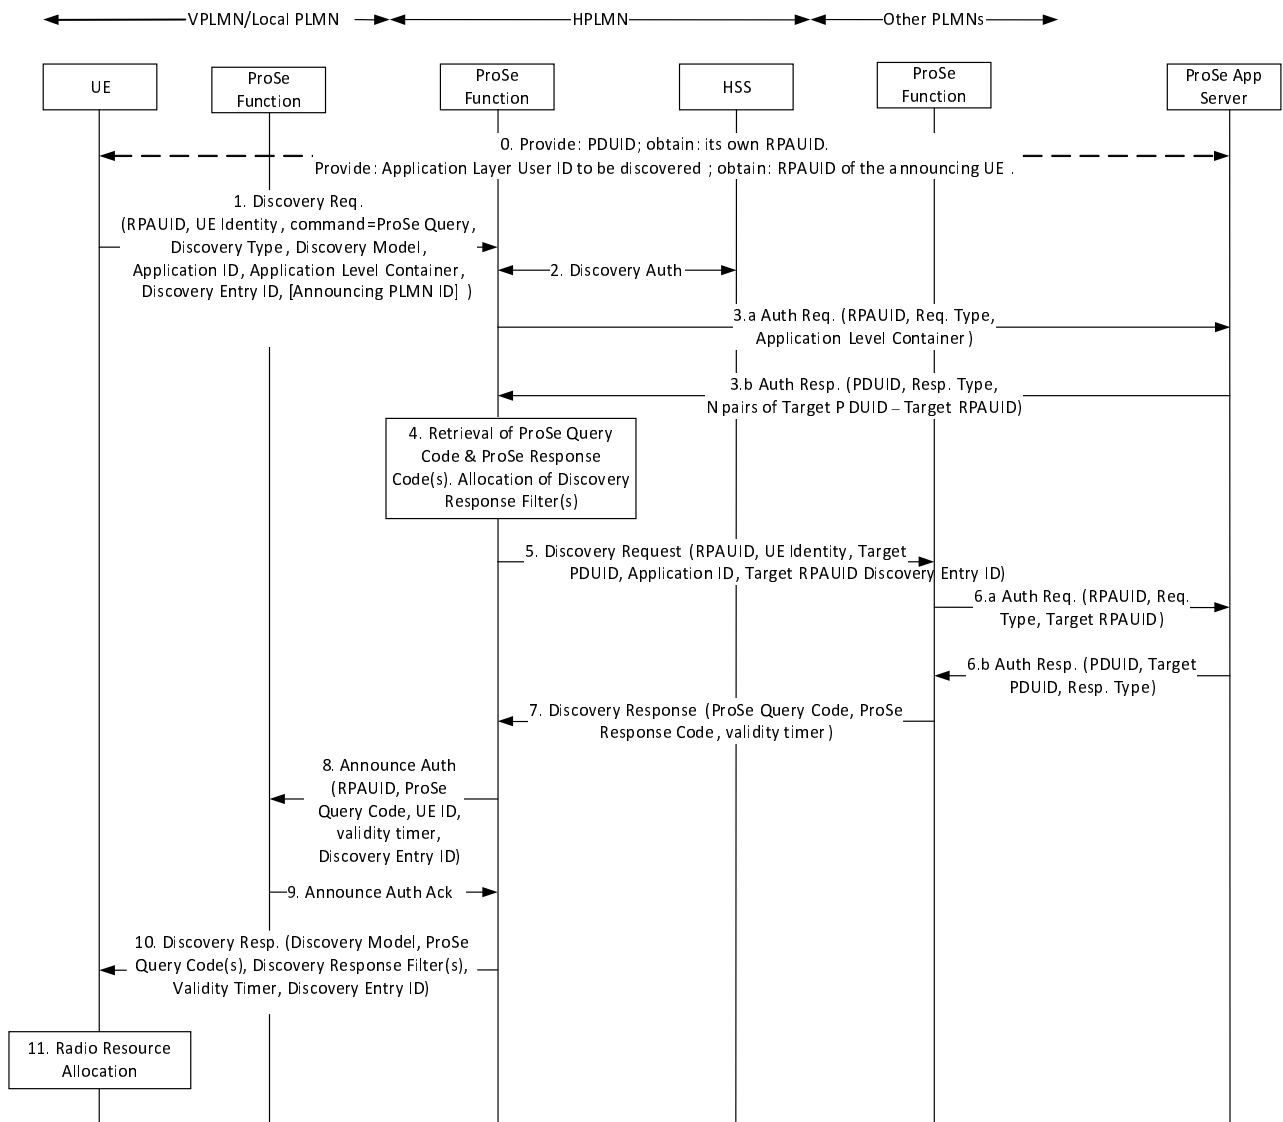 VPLMN/Local PLMN
HPLMN
Other PLMNs
UE
ProSe
Function
ProSe
Function
HSS
ProSe
Function
ProSe App
Server
0. Provide: PDUID; obtain: its own RPAUID.
Provide: Application Layer User ID to be discovered ; obtain: RPAUID of the announcing UE .
1. Discovery Req.
(RPAUID, UE Identity, command=ProSe Query,
Discovery Type, Discovery Model,
Application ID, Application Level Container,
Discovery Entry ID, [Announcing PLMN ID] )
2. Discovery Auth
3.a Auth Req. (RPAUID, Req. Type,
Application Level Container)
3.b Auth Resp. (PDUID, Resp. Type,
N pairs of Target PDUID – Target RPAUID)
4. Retrieval of ProSe Query
Code & ProSe Response
Code(s). Allocation of Discovery
Response Filter(s)
5. Discovery Request (RPAUID, UE Identity, Target
PDUID, Application ID, Target RPAUID Discovery Entry ID)
6.a Auth Req. (RPAUID, Req.
Type, Target RPAUID)
6.b Auth Resp. (PDUID, Target
PDUID, Resp. Type)
7. Discovery Response (ProSe Query Code, ProSe
Response Code, validity timer)
8. Announce Auth
(RPAUID, ProSe
Query Code, UE ID,
validity timer,
Discovery Entry ID)
9. Announce Auth Ack
10. Discovery Resp. (Discovery Model, ProSe
Query Code(s), Discovery Response Filter(s),
Validity Timer, Discovery Entry ID)
11. Radio Resource
Allocation